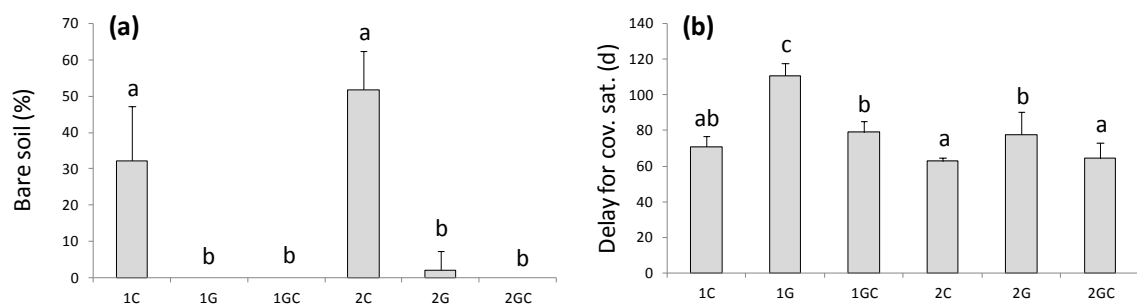 (a)
Bare soil (%)
70
60
50
40
30
20
10
0
a
b
b
a
b
b
1C 1G 1GC 2C 2G 2GC
(b)
Delay for cov. sat. (d)
140
120
100
80
60
40
20
0
ab
c
b
a
b
a
1C 1G 1GC 2C 2G 2GC